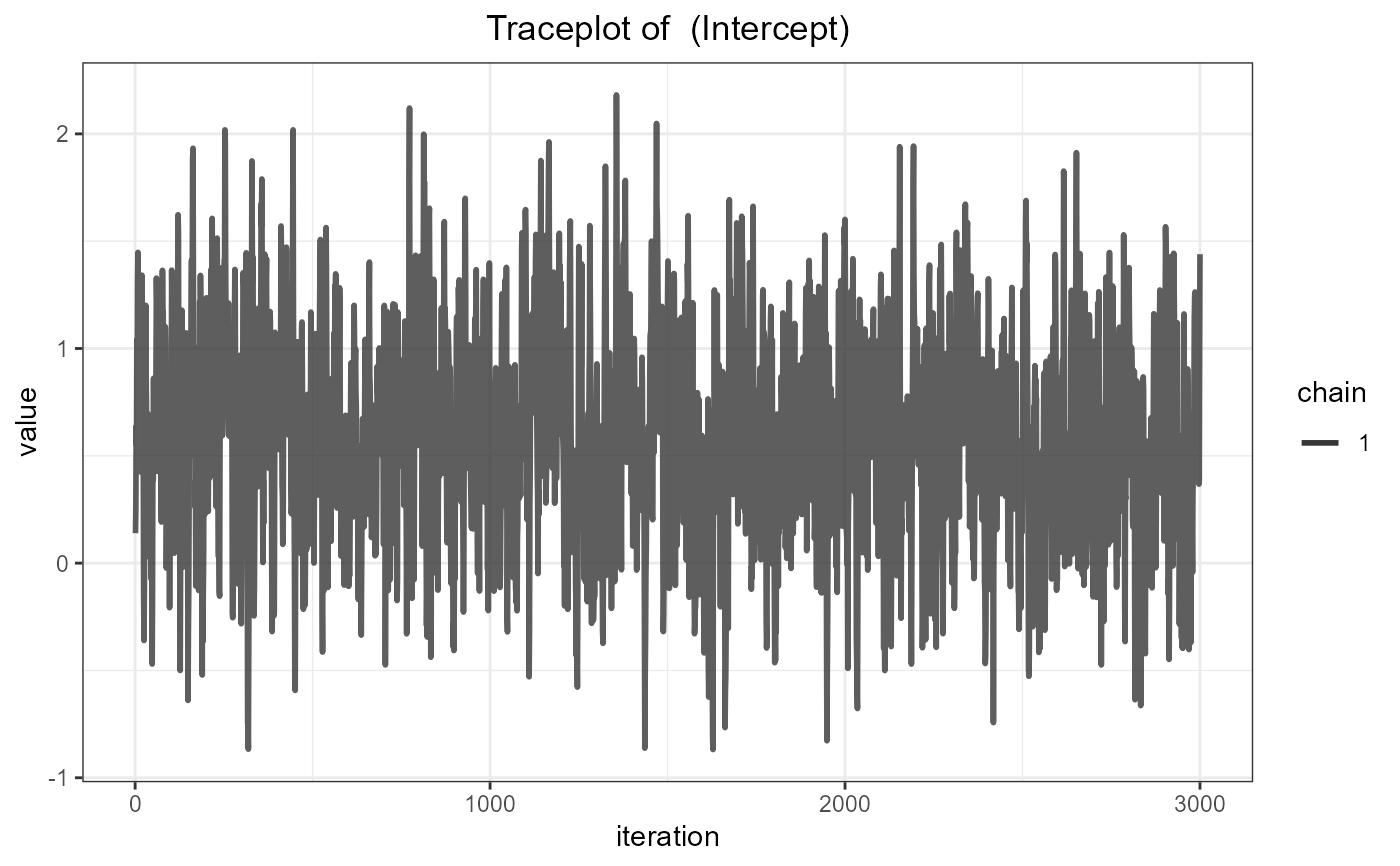 Traceplot of  (Intercept)
value
2
1
0
-1
0 1000 2000 3000
iteration
chain
1